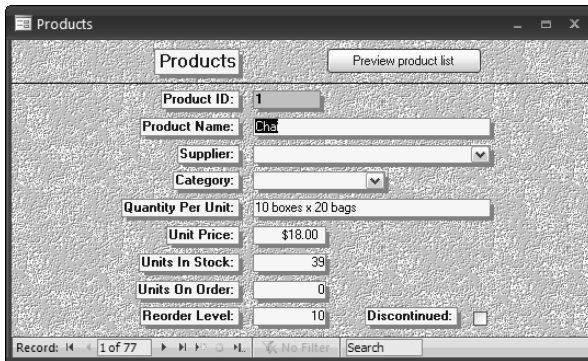 Products
Products
Preview product list
Product ID: 1
Product Name: Chai
Supplier:
Category:
Quantity Per Unit: 10 boxes x 20 bags
Unit Price: $18.00
Units In Stock: 39
Units On Order: 0
Reorder Level: 10 Discontinued:
Record: 1 of 77 No Filter Search